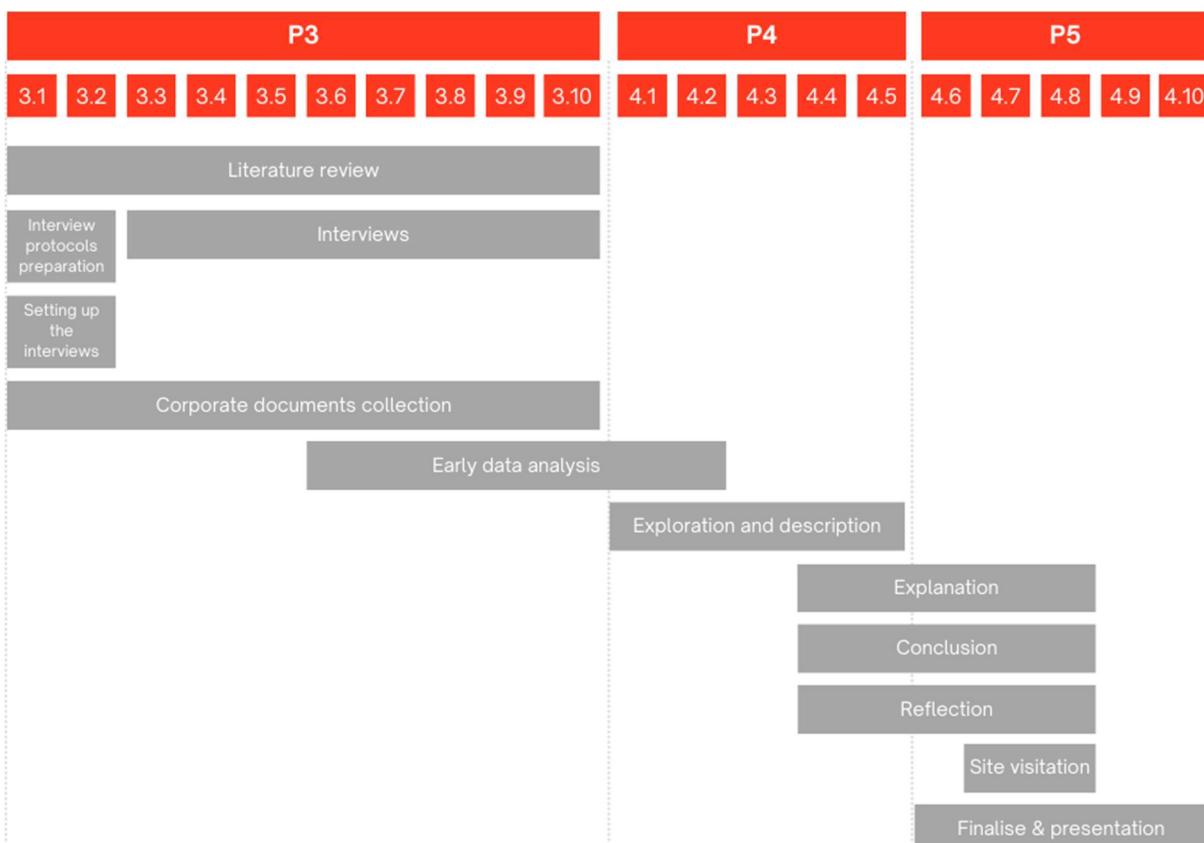 P3 P4 P5
3.1 3.2 3.3 3.4 3.5 3.6 3.7 3.8 3.9 3.10 4.1 4.2 4.3 4.4 4.5 4.6 4.7 4.8 4.9 4.10
Literature review
Interview
protocols
preparation
Interviews
Setting up
the
interviews
Corporate documents collection
Early data analysis
Exploration and description
Explanation
Conclusion
Reflection
Site visitation
Finalise & presentation